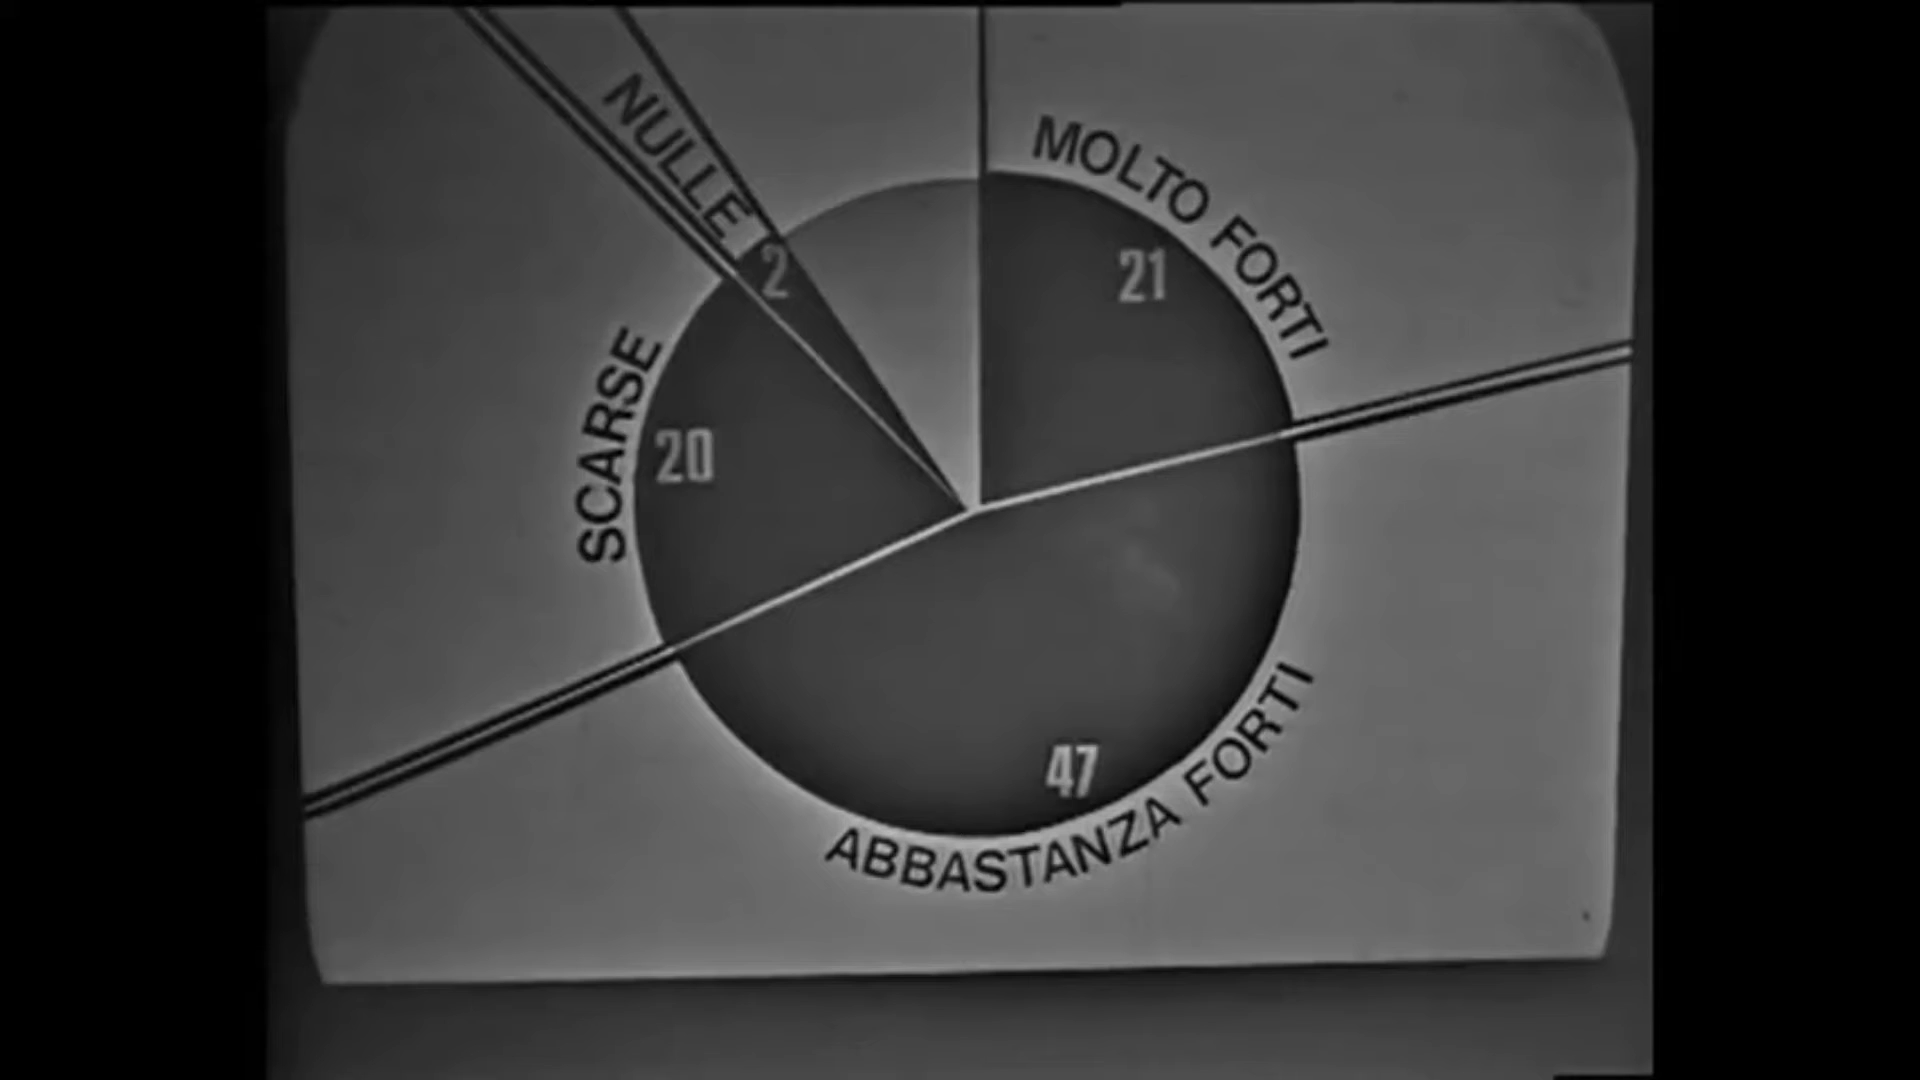 MOLTO FORTI
21
NULLE
2
SCARSE
20
47
ABBASTANZA FORTI